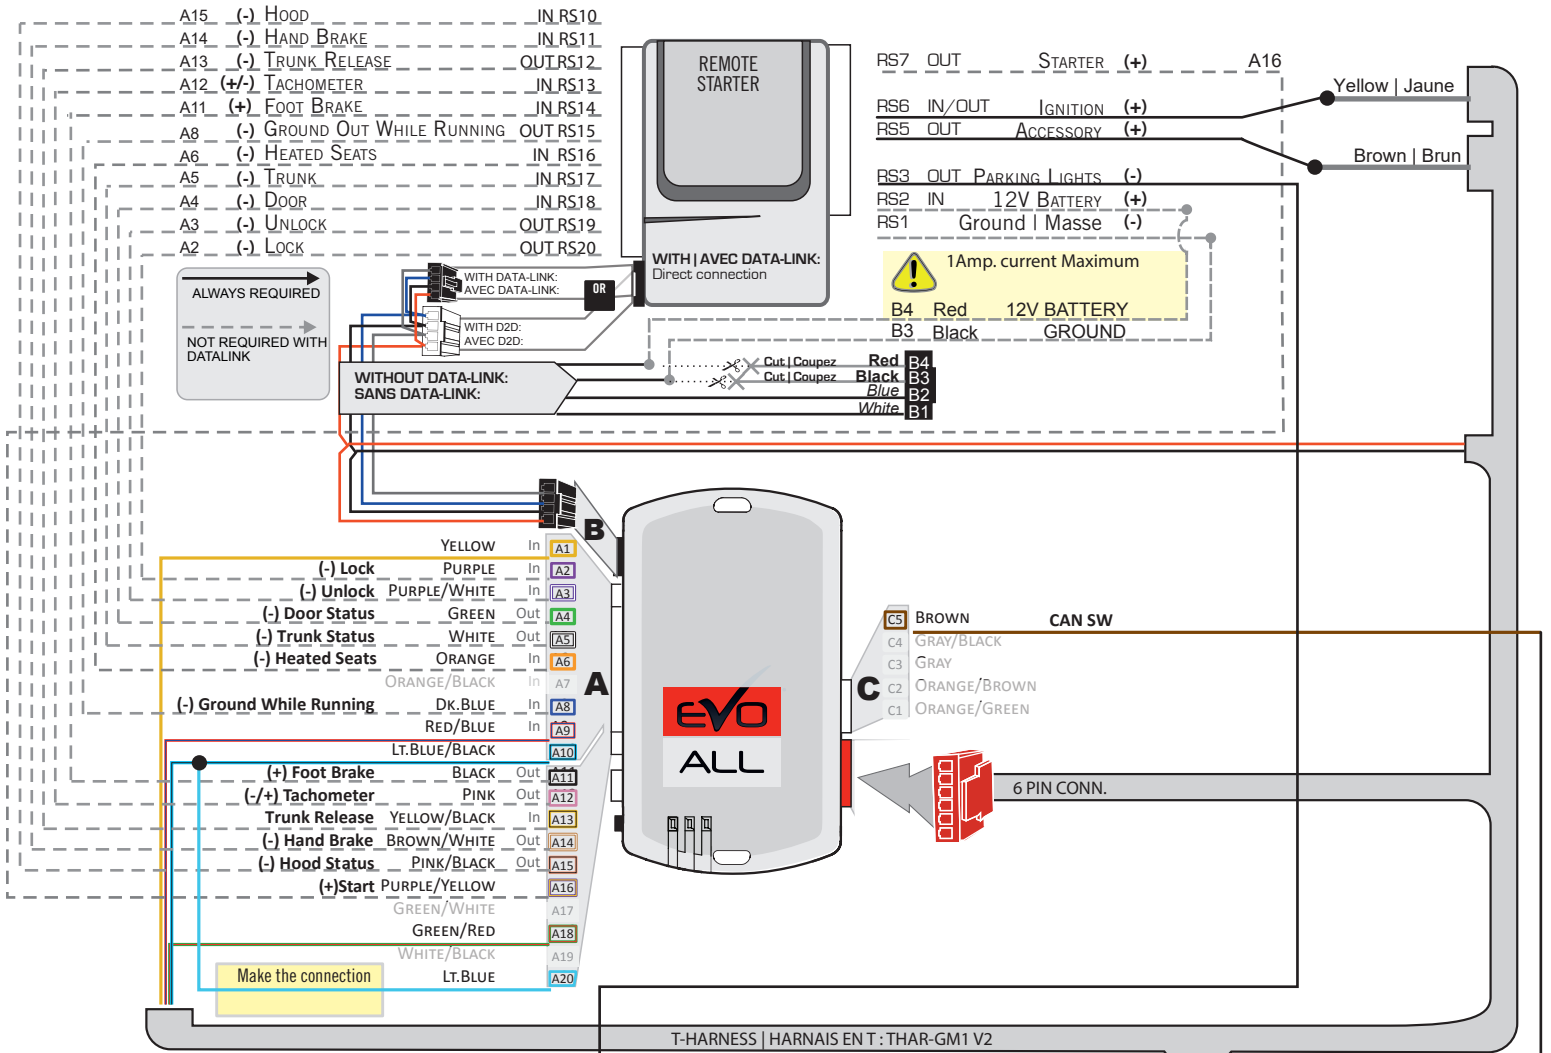 A15 (-) HOOD IN RS10
A14 (-) HAND BRAKE IN RS11
A13 (-) TRUNK RELEASE OUT RS12
A12 (+/-) TACHOMETER IN RS13
A11 (+) FOOT BRAKE IN RS14
A8 (-) GROUND OUT WHILE RUNNING OUT RS15
A6 (-) HEATED SEATS IN RS16
A5 (-) TRUNK IN RS17
A4 (-) DOOR IN RS18
A3 (-) UNLOCK OUT RS19
A2 (-) LOCK OUT RS20
REMOTE
STARTER
WITH | AVEC DATA-LINK:
Direct connection
RS7 OUT STARTER (+) A16
RS6 IN/OUT IGNITION (+)
RS5 OUT ACCESSORY (+)
RS3 OUT PARKING LIGHTS (-)
RS2 IN 12V BATTERY (+)
RS1 Ground | Masse (-)
Yellow | Jaune
Brown | Brun
1Amp. current Maximum
B4 Red 12V BATTERY
B3 Black GROUND
ALWAYS REQUIRED
NOT REQUIRED WITH
DATALINK
WITH DATA-LINK:
AVEC DATA-LINK:
OR
WITH D2D:
AVEC D2D:
WITHOUT DATA-LINK:
SANS DATA-LINK:
Cut | Coupez Red B4
Cut | Coupez Black B3
Blue B2
White B1
B
A
C
YELLOW In A1
(-) Lock PURPLE In A2
(-) Unlock PURPLE/WHITE In A3
(-) Door Status GREEN Out A4
(-) Trunk Status WHITE Out A5
(-) Heated Seats ORANGE In A6
ORANGE/BLACK In A7
(-) Ground While Running DK.BLUE In A8
RED/BLUE In A9
LT.BLUE/BLACK A10
(+) Foot Brake BLACK Out A11
(-/+) Tachometer PINK Out A12
Trunk Release YELLOW/BLACK In A13
(-) Hand Brake BROWN/WHITE Out A14
(-) Hood Status PINK/BLACK Out A15
(+)Start PURPLE/YELLOW A16
GREEN/WHITE A17
GREEN/RED A18
WHITE/BLACK A19
LT.BLUE A20
Make the connection
EVO
ALL
C5 BROWN CAN SW
C4 GRAY/BLACK
C3 GRAY
C2 ORANGE/BROWN
C1 ORANGE/GREEN
6 PIN CONN.
T-HARNESS | HARNAIS EN T : THAR-GM1 V2